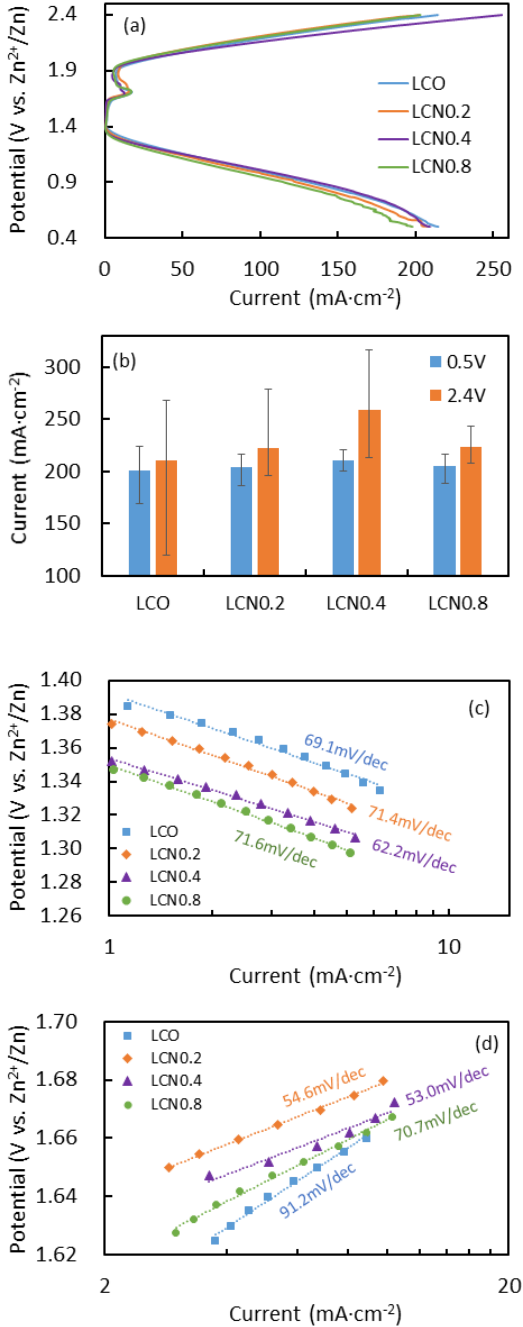 (a)
Potential (V vs. Zn²⁺/Zn)
2.4
1.9
1.4
0.9
0.4
LCO
LCN0.2
LCN0.4
LCN0.8
0 50 100 150 200 250
Current (mA·cm⁻²)
(b)
Current (mA·cm⁻²)
300
250
200
150
100
0.5V
2.4V
LCO LCN0.2 LCN0.4 LCN0.8
(c)
Potential (V vs. Zn²⁺/Zn)
1.40
1.38
1.36
1.34
1.32
1.30
1.28
1.26
69.1mV/dec
71.4mV/dec
62.2mV/dec
71.6mV/dec
LCO
LCN0.2
LCN0.4
LCN0.8
1 10
Current (mA·cm⁻²)
(d)
Potential (V vs. Zn²⁺/Zn)
1.70
1.68
1.66
1.64
1.62
LCO
LCN0.2
LCN0.4
LCN0.8
54.6mV/dec
53.0mV/dec
70.7mV/dec
91.2mV/dec
2 20
Current (mA·cm⁻²)